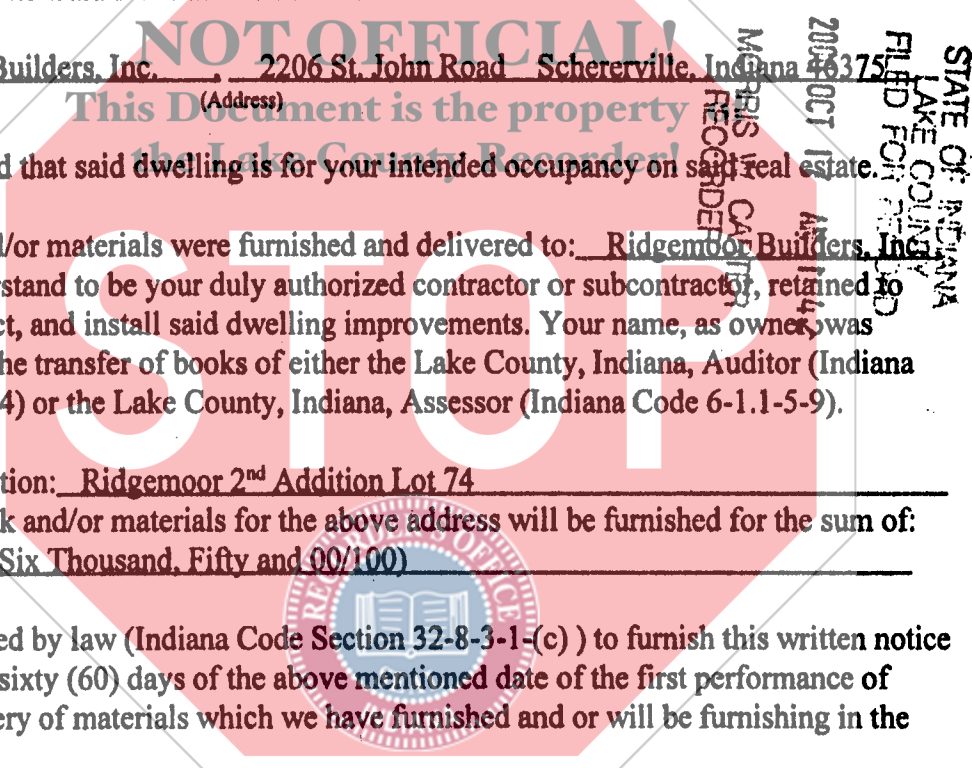 NOT OFFICIAL!
Builders, Inc. , 2206 St. John Road Schererville, Indiana 46375
(Address)
This Document is the property
the Lake County Recorder!
d that said dwelling is for your intended occupancy on said real estate.
d/or materials were furnished and delivered to: Ridgemoor Builders, Inc.,
rstand to be your duly authorized contractor or subcontractor, retained to
ct, and install said dwelling improvements. Your name, as owner, was
he transfer of books of either the Lake County, Indiana, Auditor (Indiana
4) or the Lake County, Indiana, Assessor (Indiana Code 6-1.1-5-9).
STOP
tion: Ridgemoor 2nd Addition Lot 74
k and/or materials for the above address will be furnished for the sum of:
Six Thousand, Fifty and 00/100)
ed by law (Indiana Code Section 32-8-3-1-(c) ) to furnish this written notice
sixty (60) days of the above mentioned date of the first performance of
ery of materials which we have furnished and or will be furnishing in the
RECORDER'S OFFICE
STATE OF INDIANA
LAKE COUNTY
FILED FOR
OCT
MORRIS W. CARTER
RECORDER